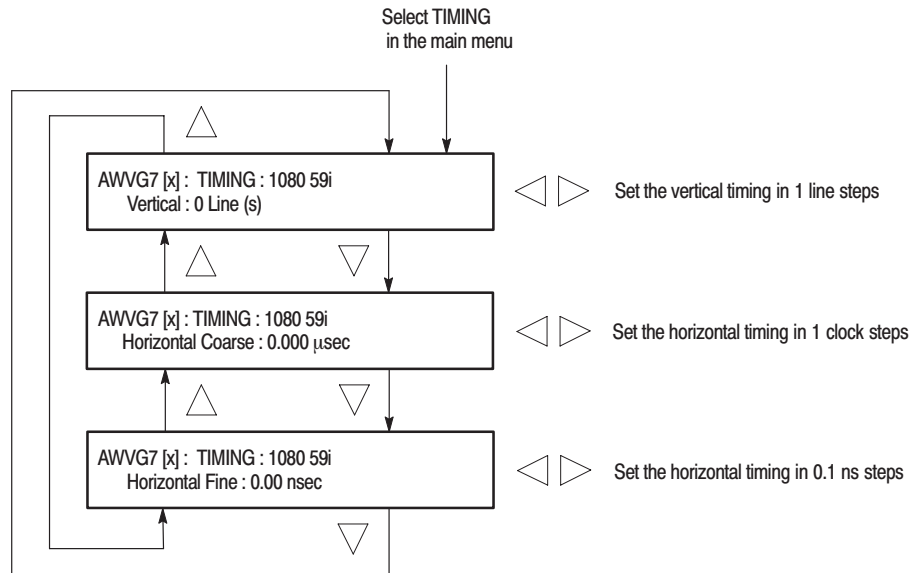 Select TIMING
in the main menu
AWVG7 [x] : TIMING : 1080 59i
Vertical : 0 Line (s)
Set the vertical timing in 1 line steps
AWVG7 [x] : TIMING : 1080 59i
Horizontal Coarse : 0.000 μsec
Set the horizontal timing in 1 clock steps
AWVG7 [x] : TIMING : 1080 59i
Horizontal Fine : 0.00 nsec
Set the horizontal timing in 0.1 ns steps